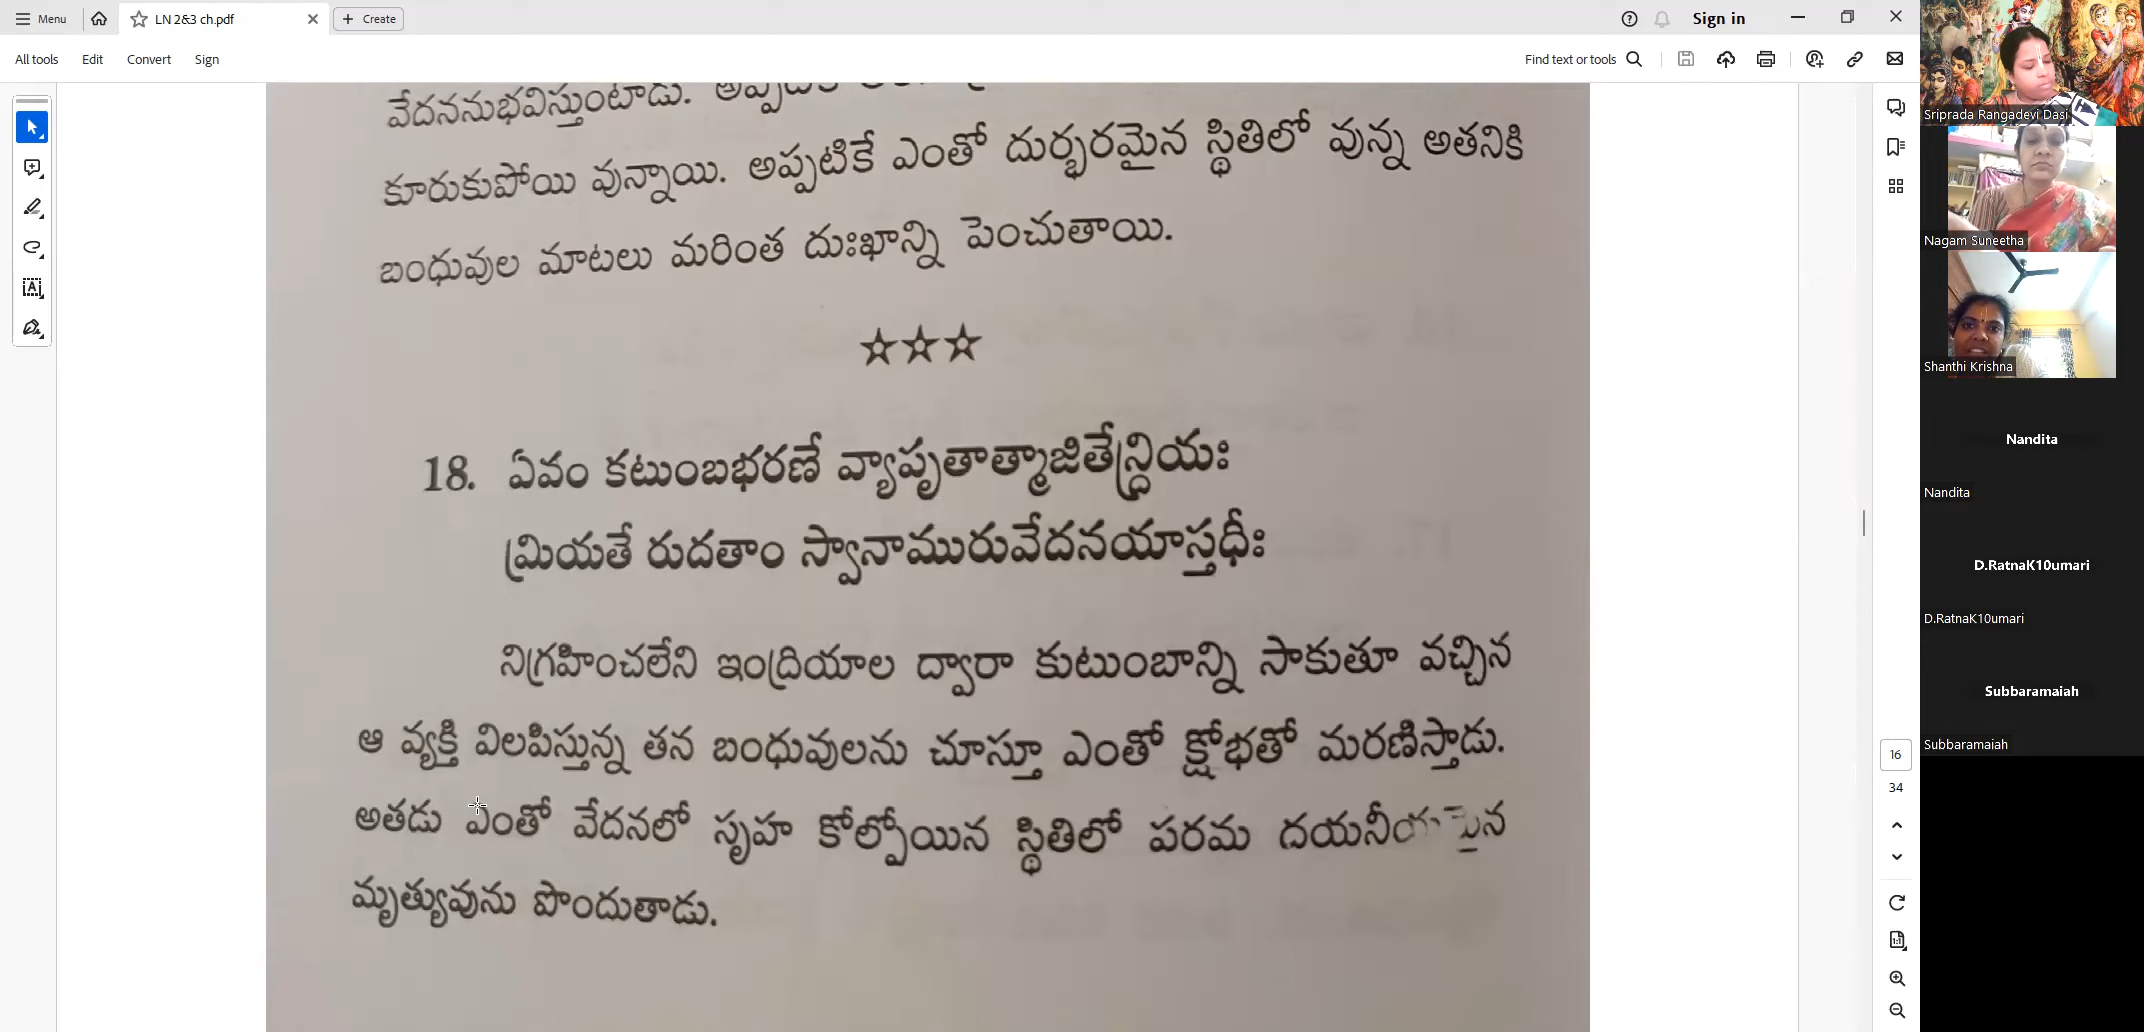 Menu
LN 2&3 ch.pdf
Create
Sign in
All tools Edit Convert Sign
Find text or tools
వేదననుభవిస్తుంటాడు.
కూరుకుపోయి వున్నాయి. అప్పటికే ఎంతో దుర్భరమైన స్థితిలో వున్న అతనికి
బంధువుల మాటలు మరింత దుఃఖాన్ని పెంచుతాయి.
18. ఏవం కటుంబభరణే వ్యాపృతాత్మాజితేన్ద్రియః
మ్రియతే రుదతాం స్వానామురువేదనయాస్తధీః
నిగ్రహించలేని ఇంద్రియాల ద్వారా కుటుంబాన్ని సాకుతూ వచ్చిన
ఆ వ్యక్తి విలపిస్తున్న తన బంధువులను చూస్తూ ఎంతో క్షోభతో మరణిస్తాడు.
అతడు ఎంతో వేదనలో సృహ కోల్పోయిన స్థితిలో పరమ దయనీయమైన
మృత్యువును పొందుతాడు.
16
34
Sriprada Rangadevi Dasi
Nagam Suneetha
Shanthi Krishna
Nandita
Nandita
D.RatnaK10umari
D.RatnaK10umari
Subbaramaiah
Subbaramaiah